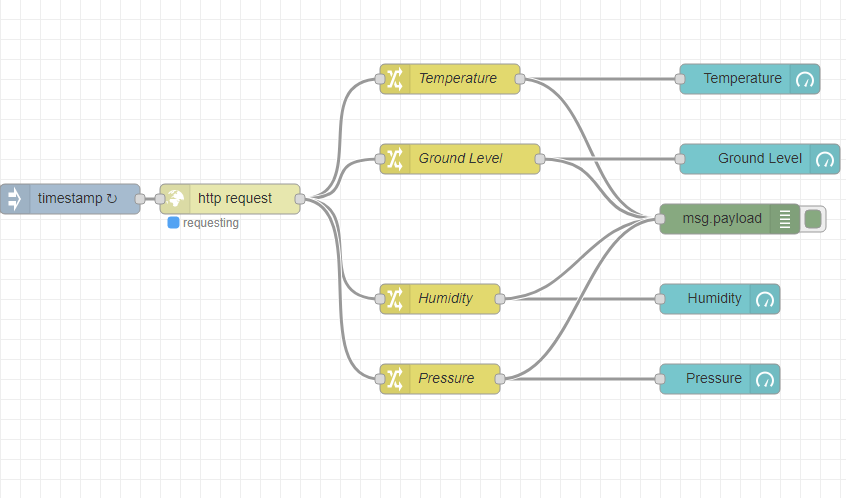 Temperature
Temperature
Ground Level
Ground Level
timestamp ↻
http request
requesting
msg.payload
Humidity
Humidity
Pressure
Pressure